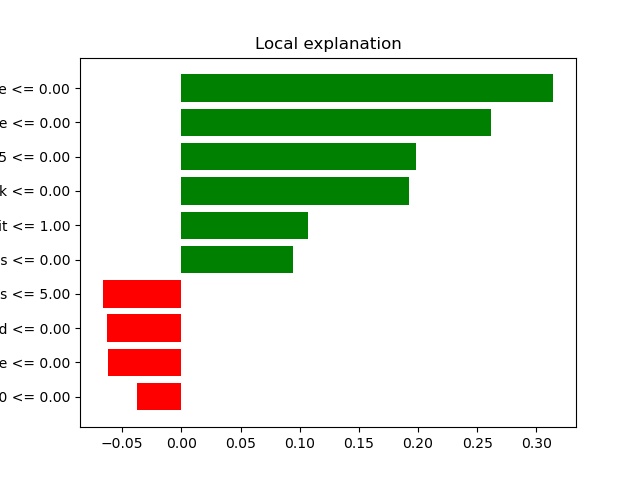 Local explanation
e <= 0.00
e <= 0.00
5 <= 0.00
k <= 0.00
it <= 1.00
s <= 0.00
s <= 5.00
d <= 0.00
e <= 0.00
0 <= 0.00
−0.05 0.00 0.05 0.10 0.15 0.20 0.25 0.30